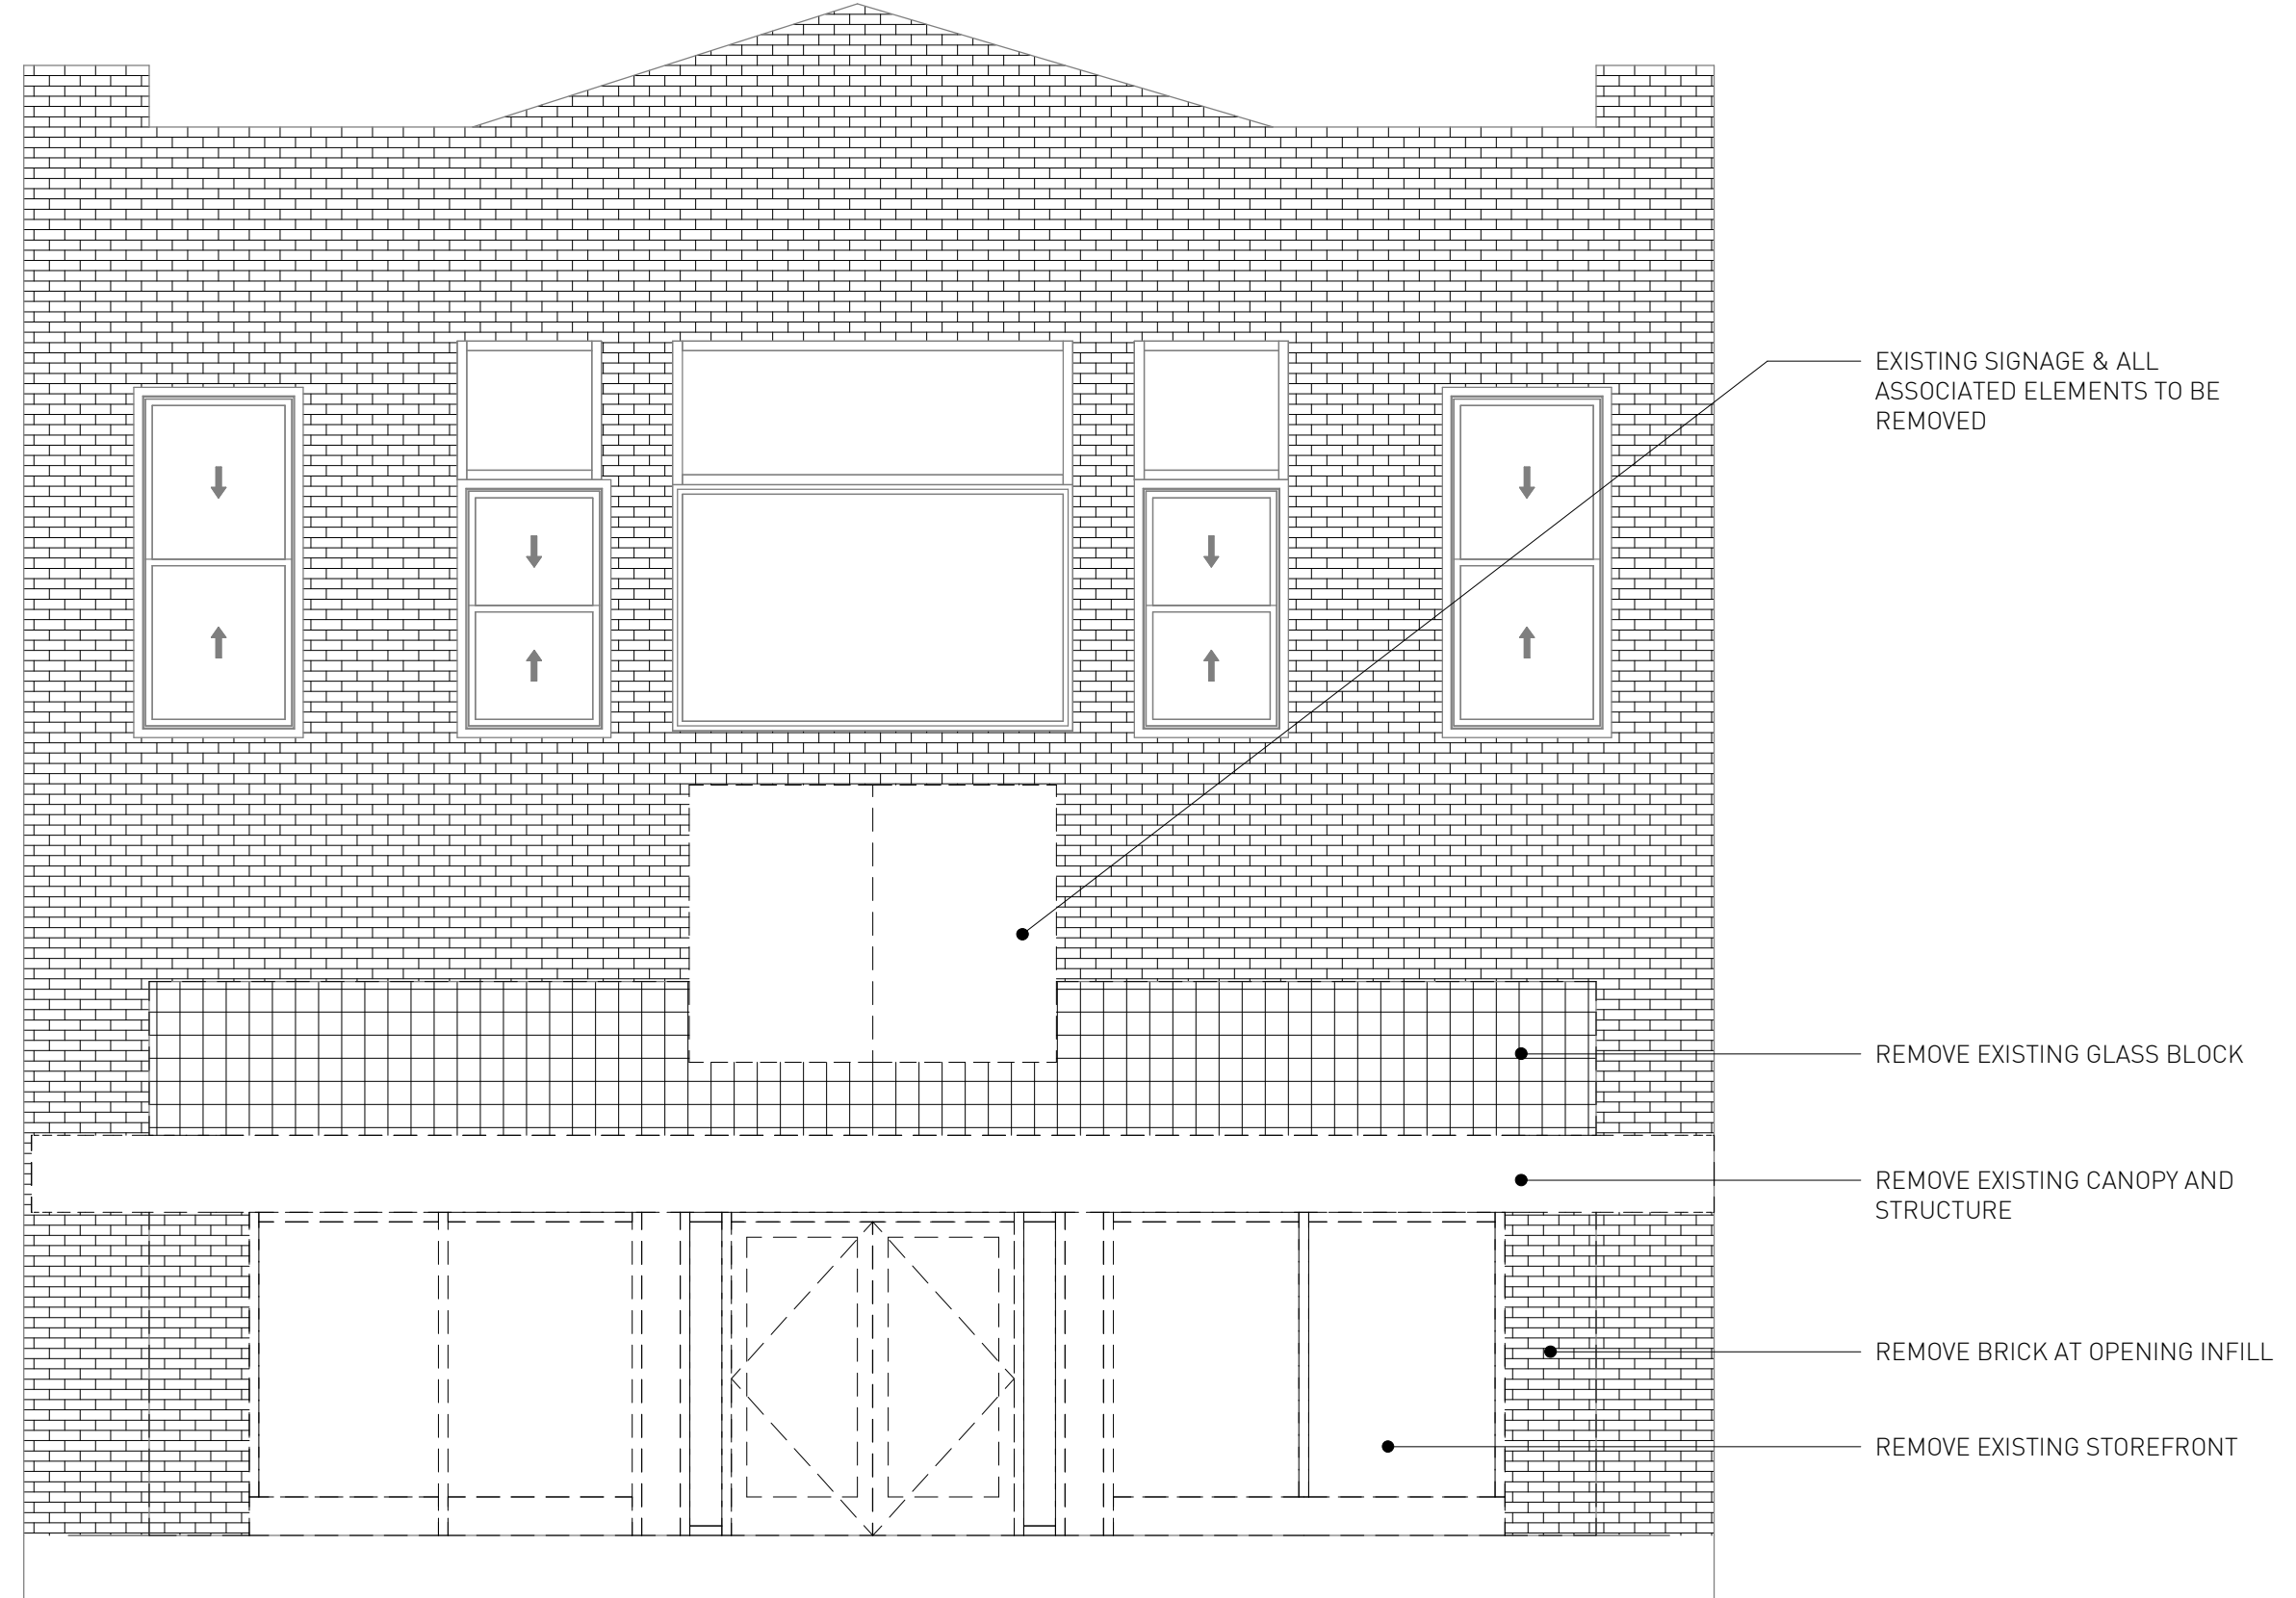 EXISTING SIGNAGE & ALL
ASSOCIATED ELEMENTS TO BE
REMOVED
REMOVE EXISTING GLASS BLOCK
REMOVE EXISTING CANOPY AND
STRUCTURE
REMOVE BRICK AT OPENING INFILL
REMOVE EXISTING STOREFRONT